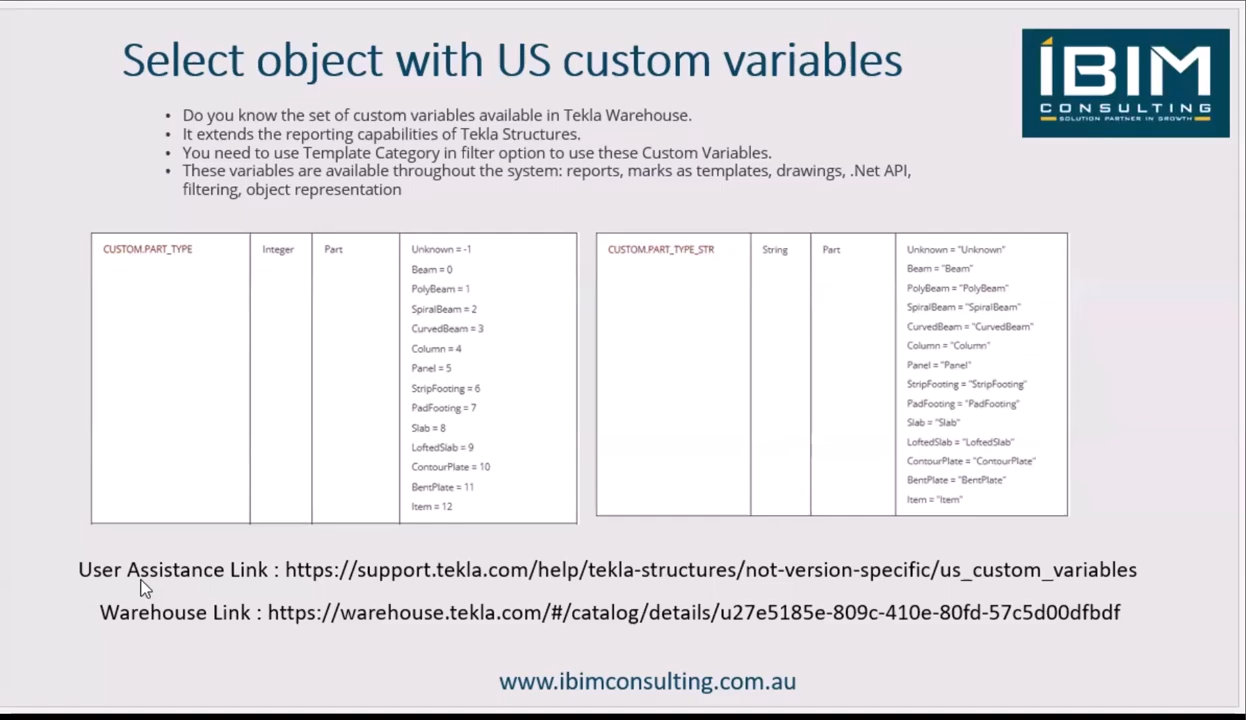 Select object with US custom variables
iBIM
CONSULTING
SOLUTION PARTNER IN GROWTH
• Do you know the set of custom variables available in Tekla Warehouse.
• It extends the reporting capabilities of Tekla Structures.
• You need to use Template Category in filter option to use these Custom Variables.
• These variables are available throughout the system: reports, marks as templates, drawings, .Net API,
filtering, object representation
CUSTOM.PART_TYPE Integer Part Unknown = -1
Beam = 0
PolyBeam = 1
SpiralBeam = 2
CurvedBeam = 3
Column = 4
Panel = 5
StripFooting = 6
PadFooting = 7
Slab = 8
LoftedSlab = 9
ContourPlate = 10
BentPlate = 11
Item = 12
CUSTOM.PART_TYPE_STR String Part Unknown = "Unknown"
Beam = "Beam"
PolyBeam = "PolyBeam"
SpiralBeam = "SpiralBeam"
CurvedBeam = "CurvedBeam"
Column = "Column"
Panel = "Panel"
StripFooting = "StripFooting"
PadFooting = "PadFooting"
Slab = "Slab"
LoftedSlab = "LoftedSlab"
ContourPlate = "ContourPlate"
BentPlate = "BentPlate"
Item = "Item"
User Assistance Link : https://support.tekla.com/help/tekla-structures/not-version-specific/us_custom_variables
Warehouse Link : https://warehouse.tekla.com/#/catalog/details/u27e5185e-809c-410e-80fd-57c5d00dfbdf
www.ibimconsulting.com.au